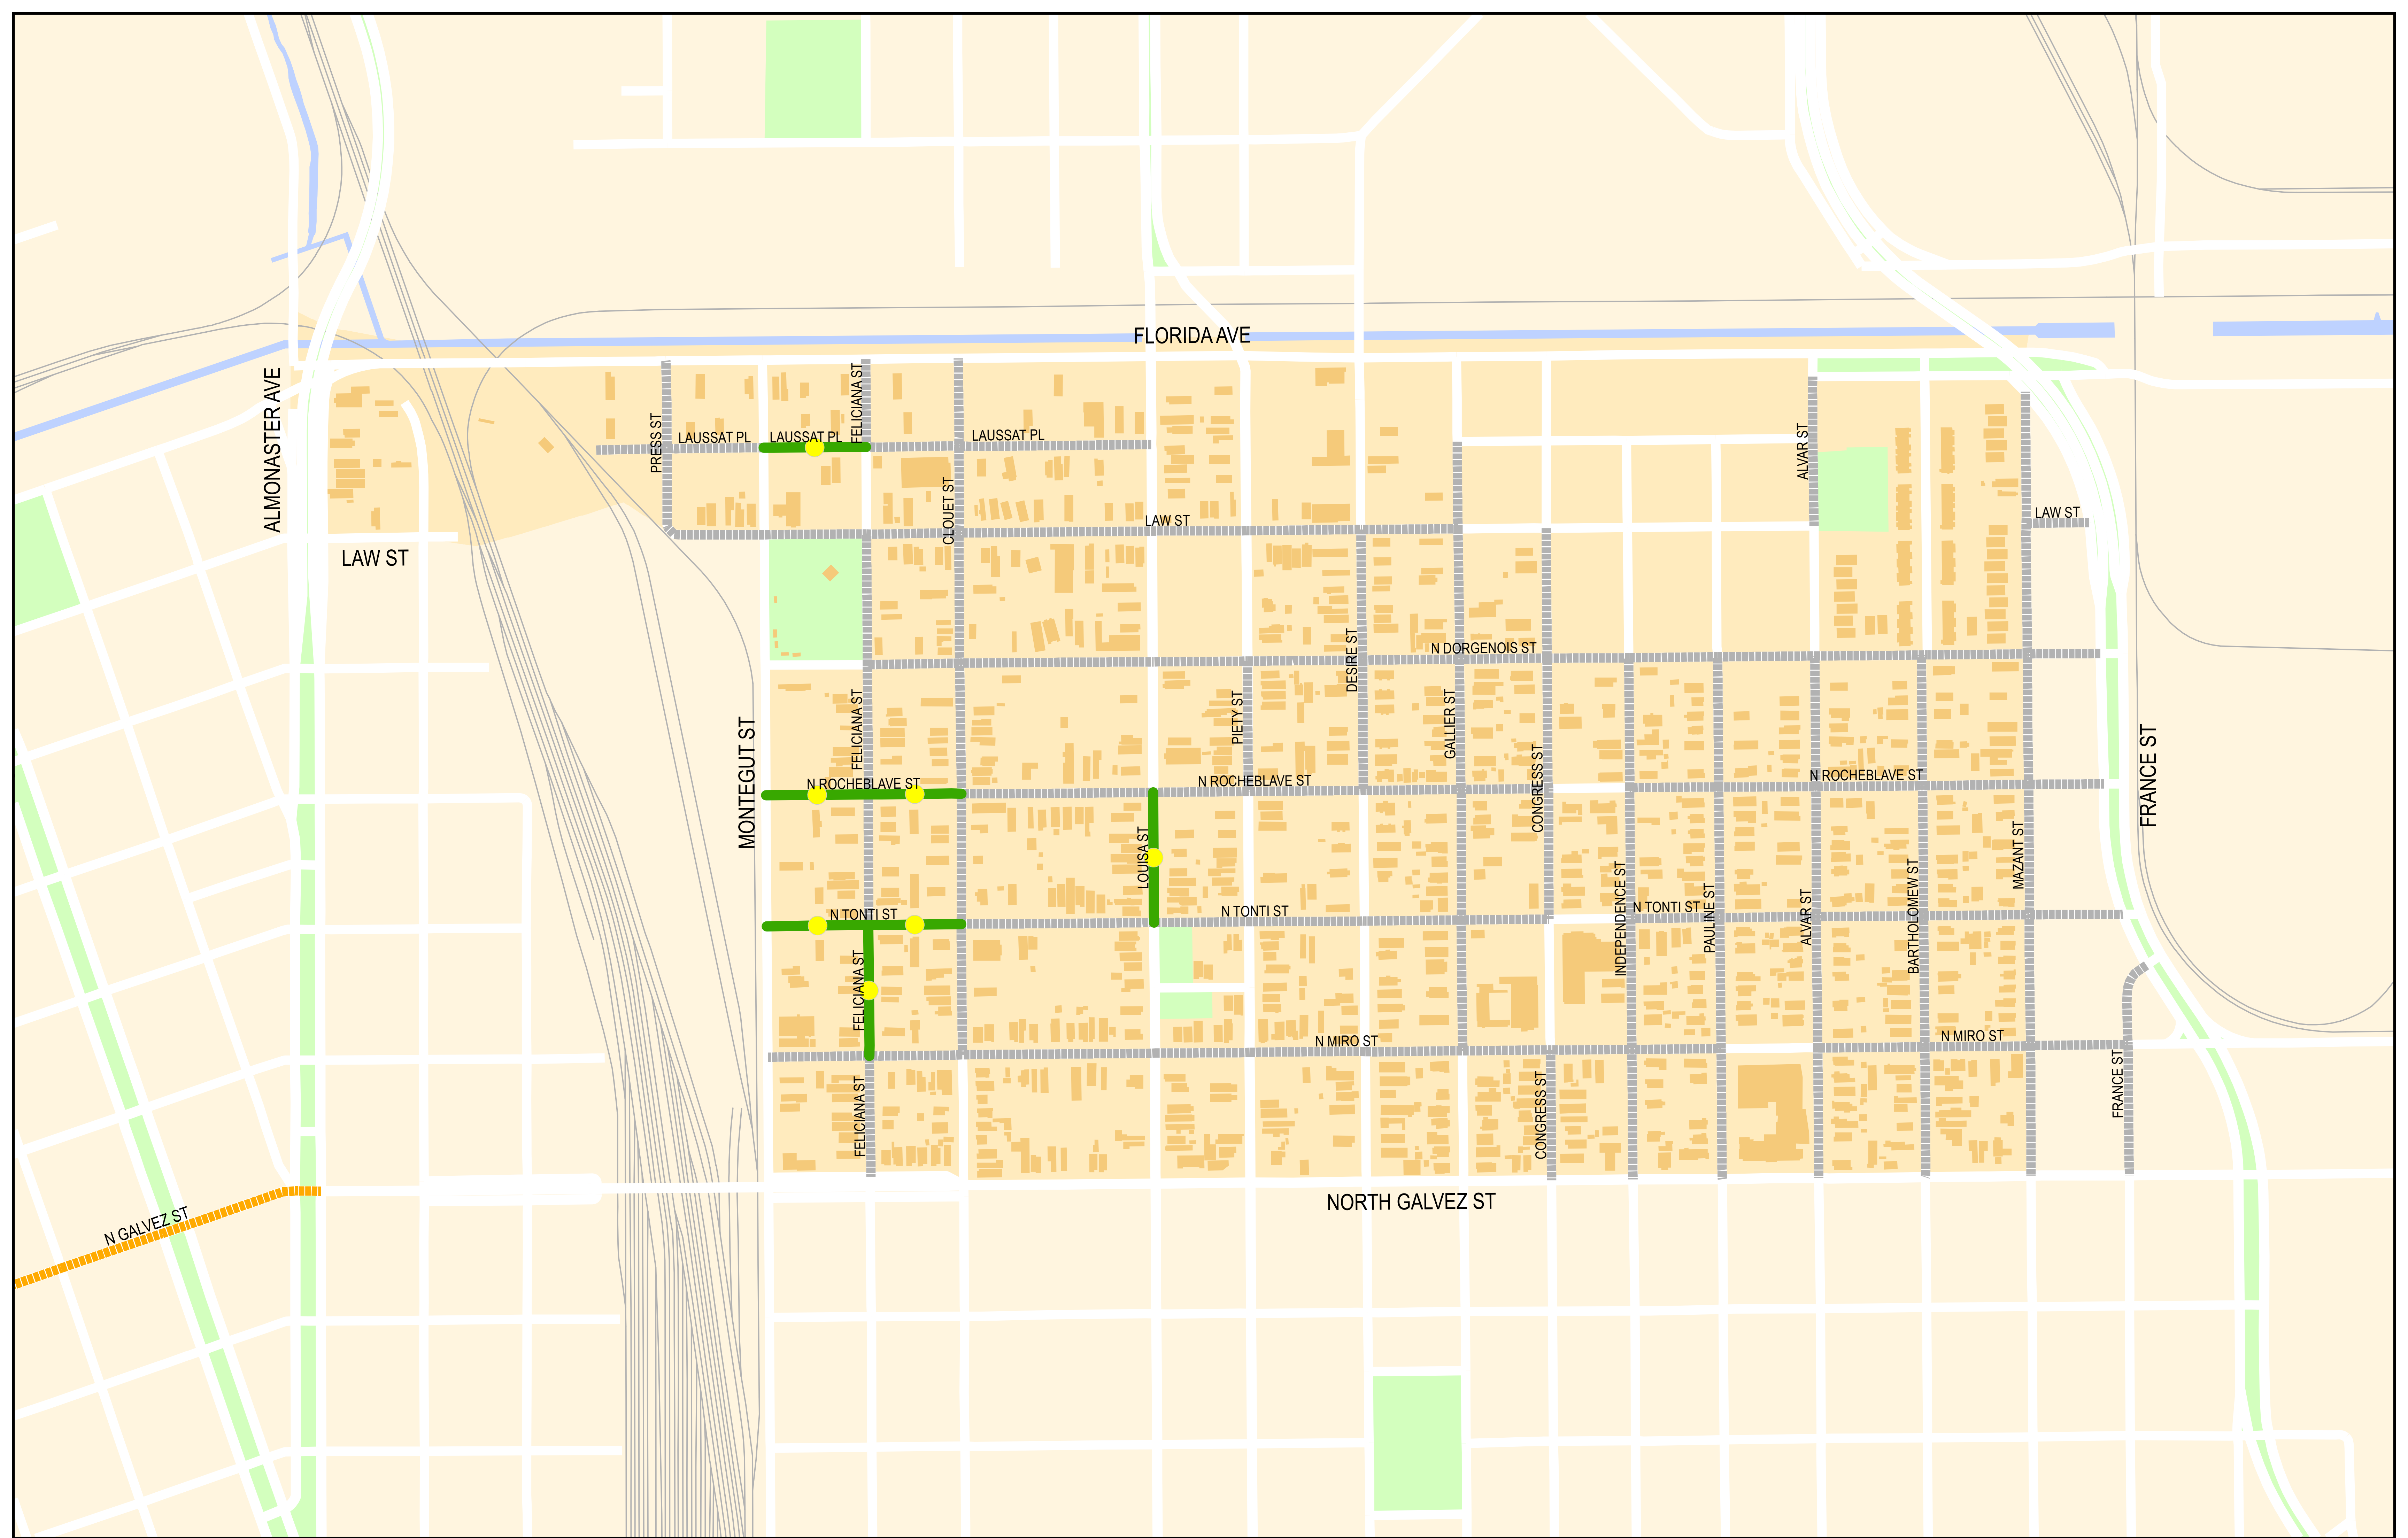 FLORIDA AVE
ALMONASTER AVE
FELICIANA ST
PRESS ST
LAUSSAT PL
LAUSSAT PL
LAUSSAT PL
ALVAR ST
CLOUET ST
LAW ST
LAW ST
LAW ST
N DORGENOIS ST
DESIRE ST
MONTEGUT ST
FELICIANA ST
PIETY ST
GALLIER ST
CONGRESS ST
FRANCE ST
N ROCHEBLAVE ST
N ROCHEBLAVE ST
N ROCHEBLAVE ST
LOUISA ST
MAZANT ST
N TONTI ST
N TONTI ST
N TONTI ST
INDEPENDENCE ST
PAULINE ST
ALVAR ST
BARTHOLOMEW ST
FELICIANA ST
N MIRO ST
N MIRO ST
FELICIANA ST
CONGRESS ST
FRANCE ST
NORTH GALVEZ ST
N GALVEZ ST